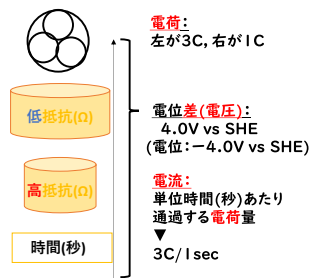 電荷：
左が3C，右が1C
低抵抗(Ω)
電位差(電圧)：
4.0V vs SHE
(電位：－4.0V vs SHE)
高抵抗(Ω)
電流：
単位時間(秒)あたり
通過する電荷量
▼
3C/1sec
時間(秒)